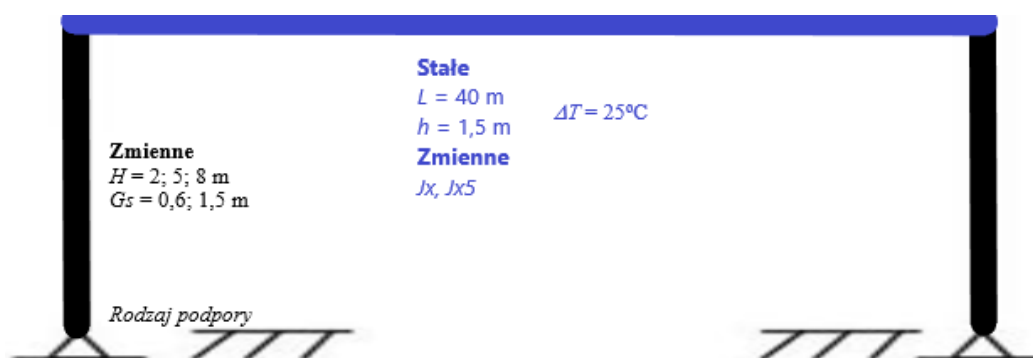 Stałe
L = 40 m
h = 1,5 m
ΔT = 25ºC
Zmienne
Jx, Jx5
Zmienne
H = 2; 5; 8 m
Gs = 0,6; 1,5 m
Rodzaj podpory